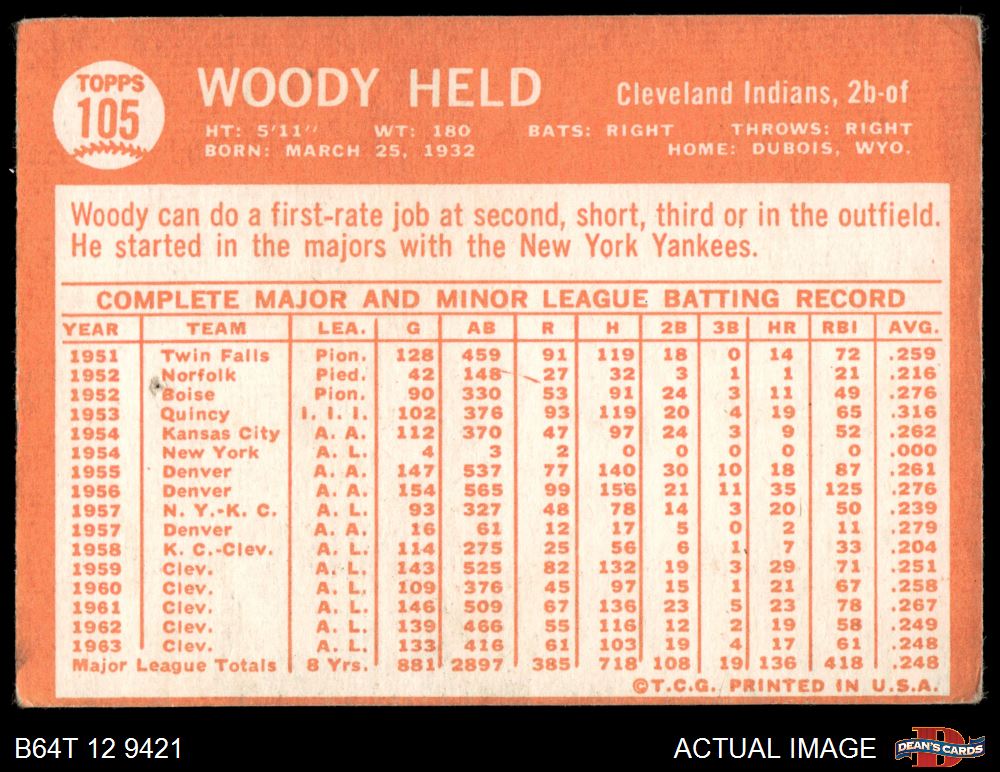 TOPPS
105
WOODY HELD
Cleveland Indians, 2b-of
HT: 5'11" WT: 180 BATS: RIGHT THROWS: RIGHT
BORN: MARCH 25, 1932 HOME: DUBOIS, WYO.
Woody can do a first-rate job at second, short, third or in the outfield.
He started in the majors with the New York Yankees.
COMPLETE MAJOR AND MINOR LEAGUE BATTING RECORD
YEAR TEAM LEA. G AB R H 2B 3B HR RBI AVG.
1951 Twin Falls Pion. 128 459 91 119 18 0 14 72 .259
1952 Norfolk Pied. 42 148 27 32 3 1 1 21 .216
1952 Boise Pion. 90 330 53 91 24 3 11 49 .276
1953 Quincy I. I. I. 102 376 93 119 20 4 19 65 .316
1954 Kansas City A. A. 112 370 47 97 24 3 9 52 .262
1954 New York A. L. 4 3 2 0 0 0 0 0 .000
1955 Denver A. A. 147 537 77 140 30 10 18 87 .261
1956 Denver A. A. 154 565 99 156 21 11 35 125 .276
1957 N. Y.-K. C. A. L. 93 327 48 78 14 3 20 50 .239
1957 Denver A. A. 16 61 12 17 5 0 2 11 .279
1958 K. C.-Clev. A. L. 114 275 25 56 6 1 7 33 .204
1959 Clev. A. L. 143 525 82 132 19 3 29 71 .251
1960 Clev. A. L. 109 376 45 97 15 1 21 67 .258
1961 Clev. A. L. 146 509 67 136 23 5 23 78 .267
1962 Clev. A. L. 139 466 55 116 12 2 19 58 .249
1963 Clev. A. L. 133 416 61 103 19 4 17 61 .248
Major League Totals 8 Yrs. 881 2897 385 718 108 19 136 418 .248
©T.C.G. PRINTED IN U.S.A.
B64T 12 9421
ACTUAL IMAGE
DEAN'S CARDS